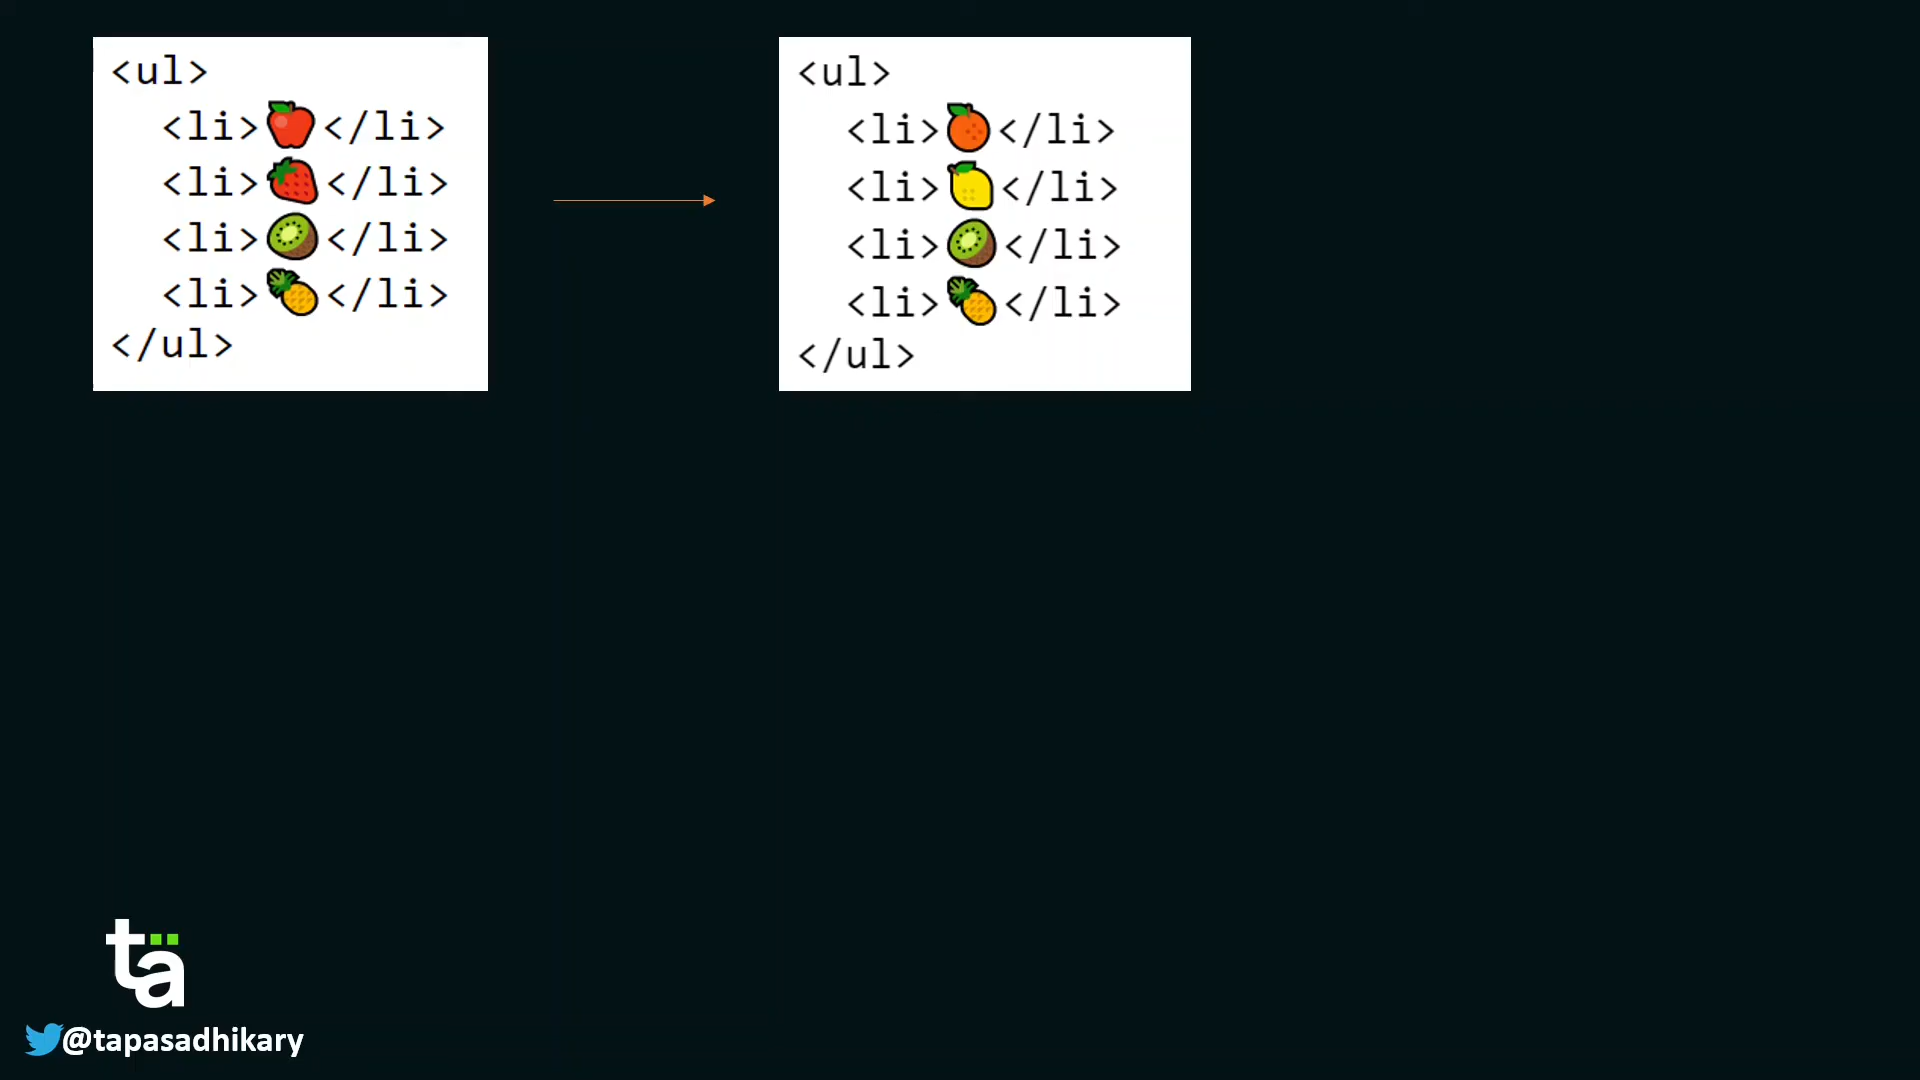 <ul>
<li>🍎</li>
<li>🍓</li>
<li>🥝</li>
<li>🍍</li>
</ul>
<ul>
<li>🍊</li>
<li>🍋</li>
<li>🥝</li>
<li>🍍</li>
</ul>
tä
@tapasadhikary